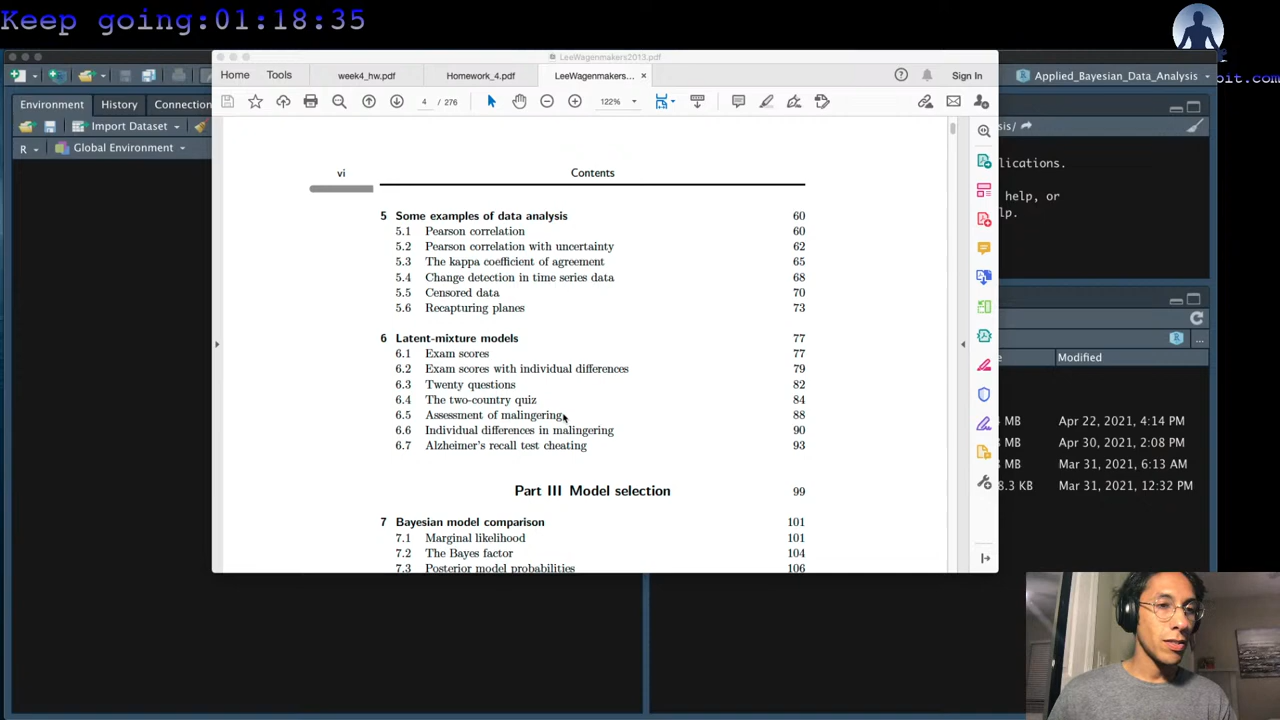 Keep going:01:18:35
LeeWagenmakers2013.pdf
Home Tools week4_hw.pdf Homework_4.pdf LeeWagenmakers... × Sign In
Applied_Bayesian_Data_Analysis
bit.com
Environment History Connection
4 / 276 122%
Import Dataset
R Global Environment
sis/
lications.
help, or
lp.
vi Contents
5 Some examples of data analysis 60
5.1 Pearson correlation 60
5.2 Pearson correlation with uncertainty 62
5.3 The kappa coefficient of agreement 65
5.4 Change detection in time series data 68
5.5 Censored data 70
5.6 Recapturing planes 73
6 Latent-mixture models 77
6.1 Exam scores 77
6.2 Exam scores with individual differences 79
6.3 Twenty questions 82
6.4 The two-country quiz 84
6.5 Assessment of malingering 88
6.6 Individual differences in malingering 90
6.7 Alzheimer's recall test cheating 93
Part III Model selection 99
7 Bayesian model comparison 101
7.1 Marginal likelihood 101
7.2 The Bayes factor 104
7.3 Posterior model probabilities 106
e Modified
MB Apr 22, 2021, 4:14 PM
MB Apr 30, 2021, 2:08 PM
MB Mar 31, 2021, 6:13 AM
8.3 KB Mar 31, 2021, 12:32 PM